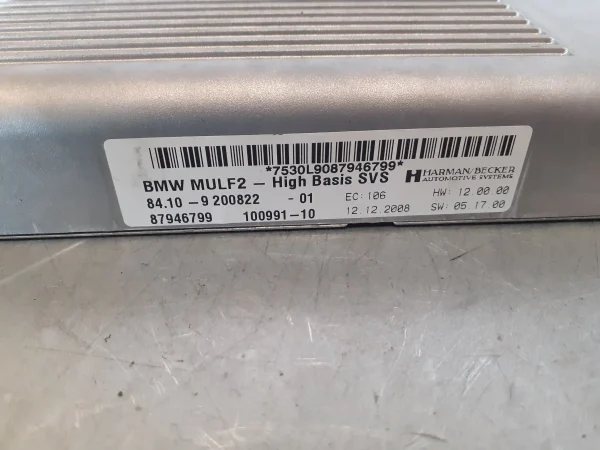 *7530L9087946799*
BMW MULF2 – High Basis SVS
HARMAN/BECKER
AUTOMOTIVE SYSTEMS
84.10 – 9 200822 - 01
EC: 106
HW: 12 00 00
87946799 100991-10
12.12.2008
SW: 05.17 00